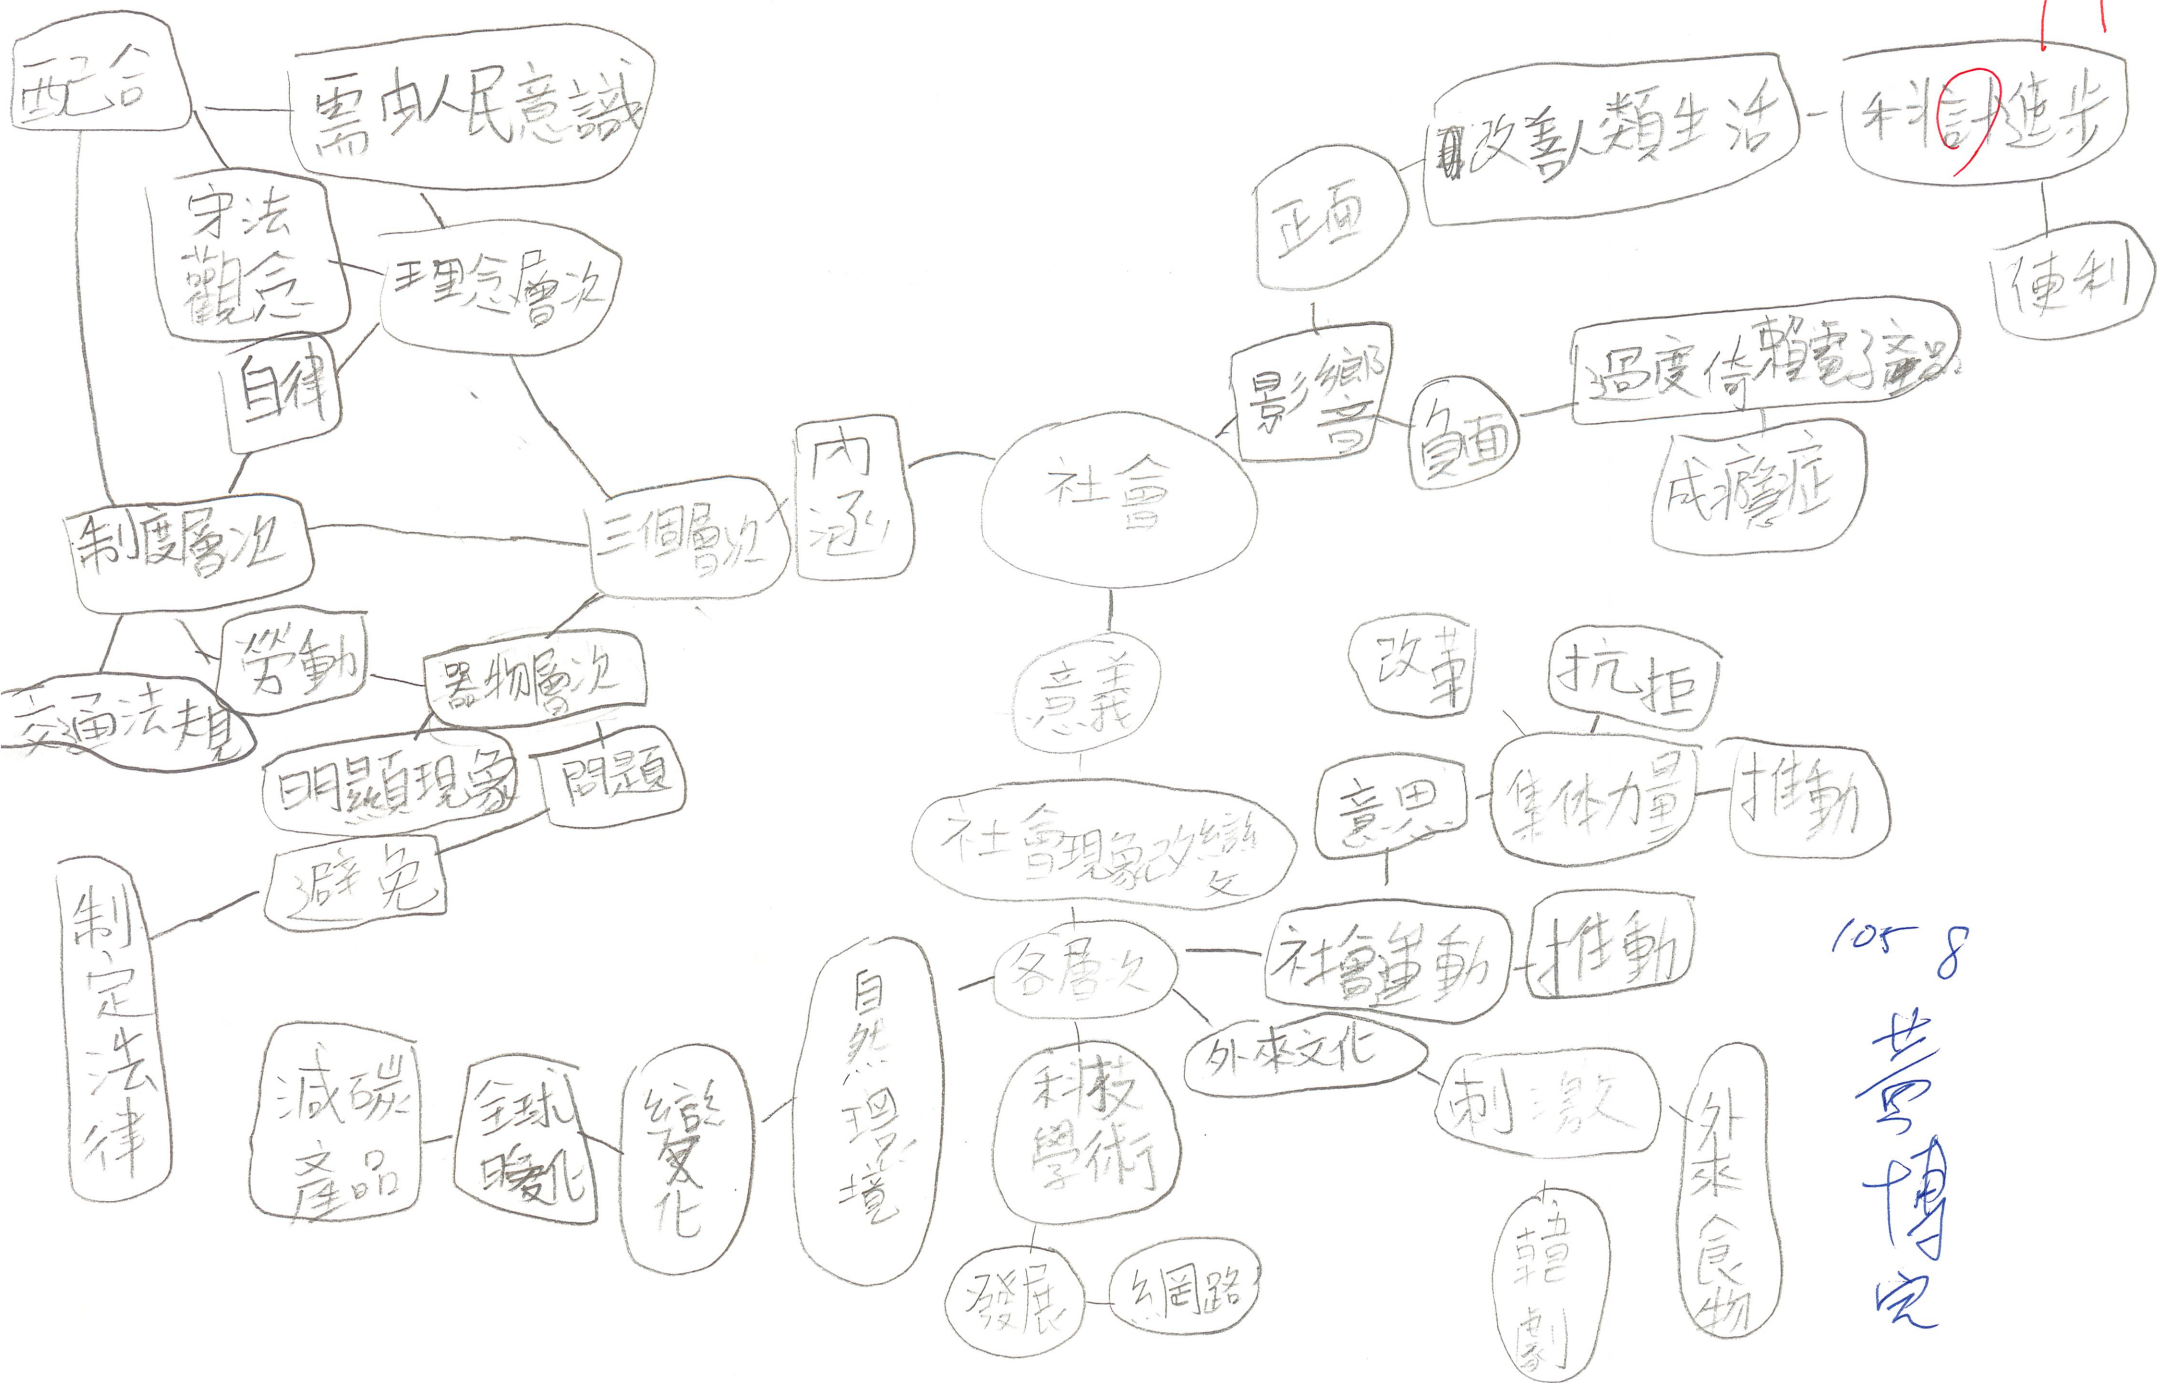 配合
需由人民意識
守法
觀念
理念層次
自律
制度層次
三個層次
內
涵
社會
影響
正面
改善人類生活
科計進步
便利
負面
過度倚賴電子產品
成癮症
交通法規
勞動
器物層次
明顯現象
問題
避免
制定法律
意義
社會現象改變
各層次
改革
抗拒
意思
集体力量
推動
社會運動
推動
外來文化
刺激
外來食物
韓劇
科技
學術
發展
網路
自然環境
變化
全球
暖化
減碳
產品
105 8
黃博定